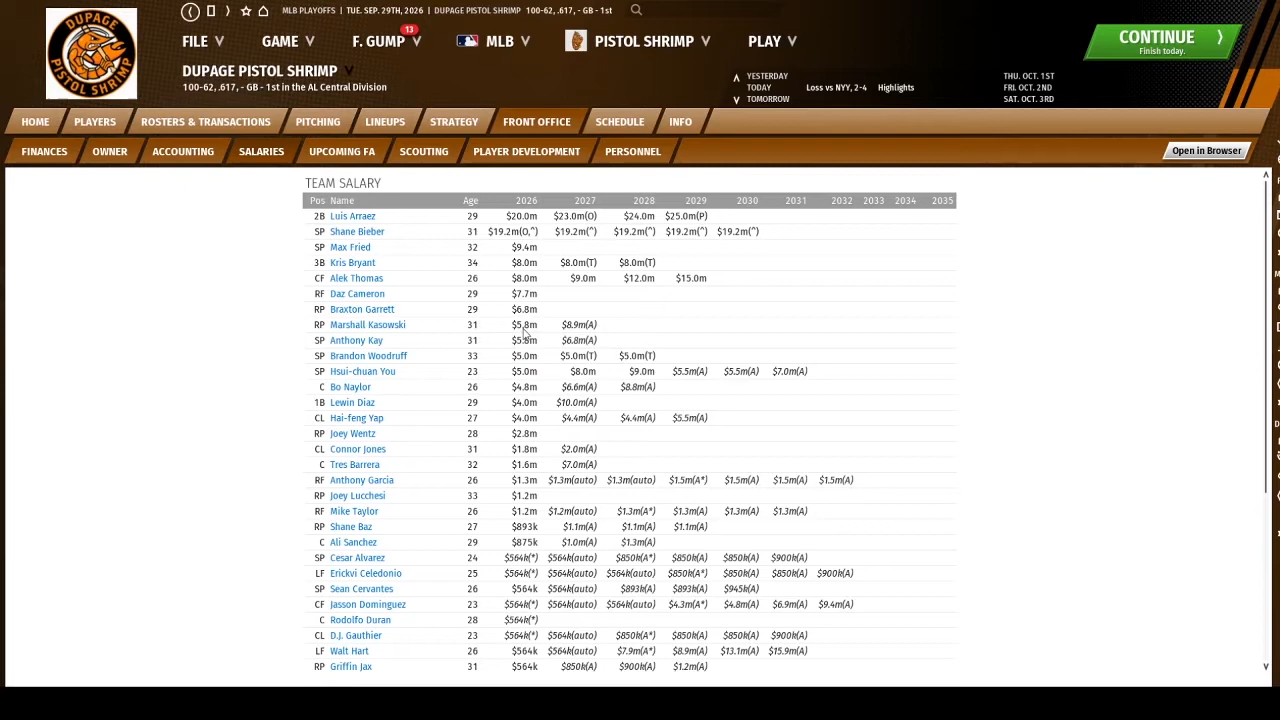 DUPAGE
PISTOL SHRIMP
MLB PLAYOFFS | TUE. SEP. 29TH, 2026 | DUPAGE PISTOL SHRIMP 100-62, .617, - GB - 1st
FILE GAME F. GUMP 13 MLB PISTOL SHRIMP PLAY
CONTINUE
Finish today.
DUPAGE PISTOL SHRIMP
100-62, .617, - GB - 1st in the AL Central Division
YESTERDAY THU. OCT. 1ST
TODAY Loss vs NYY, 2-4 Highlights FRI. OCT. 2ND
TOMORROW SAT. OCT. 3RD
HOME PLAYERS ROSTERS & TRANSACTIONS PITCHING LINEUPS STRATEGY FRONT OFFICE SCHEDULE INFO
FINANCES OWNER ACCOUNTING SALARIES UPCOMING FA SCOUTING PLAYER DEVELOPMENT PERSONNEL Open in Browser
TEAM SALARY
Pos Name Age 2026 2027 2028 2029 2030 2031 2032 2033 2034 2035
2B Luis Arraez 29 $20.0m $23.0m(O) $24.0m $25.0m(P)
SP Shane Bieber 31 $19.2m(O,^) $19.2m(^) $19.2m(^) $19.2m(^) $19.2m(^)
SP Max Fried 32 $9.4m
3B Kris Bryant 34 $8.0m $8.0m(T) $8.0m(T)
CF Alek Thomas 26 $8.0m $9.0m $12.0m $15.0m
RF Daz Cameron 29 $7.7m
RP Braxton Garrett 29 $6.8m
RP Marshall Kasowski 31 $5.8m $8.9m(A)
SP Anthony Kay 31 $6.8m(A)
SP Brandon Woodruff 33 $5.0m $5.0m(T) $5.0m(T)
SP Hsui-chuan You 23 $5.0m $8.0m $9.0m $5.5m(A) $5.5m(A) $7.0m(A)
C Bo Naylor 26 $4.8m $6.6m(A) $8.8m(A)
1B Lewin Diaz 29 $4.0m $10.0m(A)
CL Hai-feng Yap 27 $4.0m $4.4m(A) $4.4m(A) $5.5m(A)
RP Joey Wentz 28 $2.8m
CL Connor Jones 31 $1.8m $2.0m(A)
C Tres Barrera 32 $1.6m $7.0m(A)
RF Anthony Garcia 26 $1.3m $1.3m(auto) $1.3m(auto) $1.5m(A*) $1.5m(A) $1.5m(A) $1.5m(A)
RP Joey Lucchesi 33 $1.2m
RF Mike Taylor 26 $1.2m $1.2m(auto) $1.3m(A*) $1.3m(A) $1.3m(A) $1.3m(A)
RP Shane Baz 27 $893k $1.1m(A) $1.1m(A) $1.1m(A)
C Ali Sanchez 29 $875k $1.0m(A) $1.3m(A)
SP Cesar Alvarez 24 $564k(*) $564k(auto) $850k(A*) $850k(A) $850k(A) $900k(A)
LF Erickvi Celedonio 25 $564k(*) $564k(auto) $564k(auto) $850k(A*) $850k(A) $850k(A) $900k(A)
SP Sean Cervantes 26 $564k $564k(auto) $893k(A) $893k(A) $945k(A)
CF Jasson Dominguez 23 $564k(*) $564k(auto) $564k(auto) $4.3m(A*) $4.8m(A) $6.9m(A) $9.4m(A)
C Rodolfo Duran 28 $564k(*)
CL D.J. Gauthier 23 $564k(*) $564k(auto) $850k(A*) $850k(A) $850k(A) $900k(A)
LF Walt Hart 26 $564k $564k(auto) $7.9m(A*) $8.9m(A) $13.1m(A) $15.9m(A)
RP Griffin Jax 31 $564k $850k(A) $900k(A) $1.2m(A)